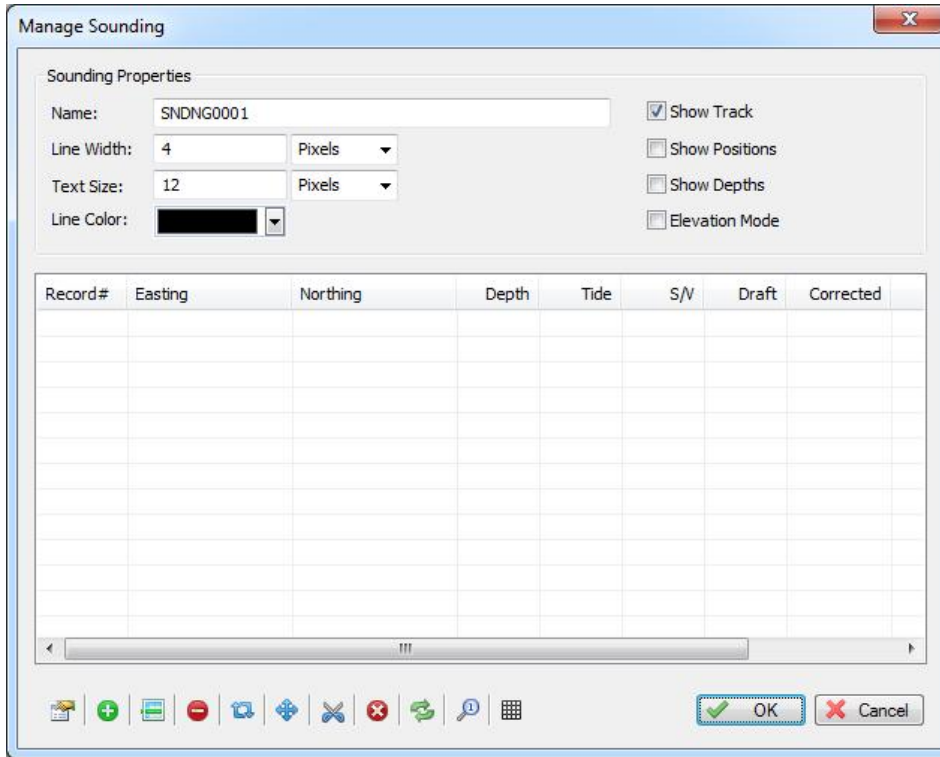 Manage Sounding
Sounding Properties
Name: SNDNG0001 Show Track
Line Width: 4 Pixels Show Positions
Text Size: 12 Pixels Show Depths
Line Color: Elevation Mode
Record# Easting Northing Depth Tide S/V Draft Corrected
OK Cancel